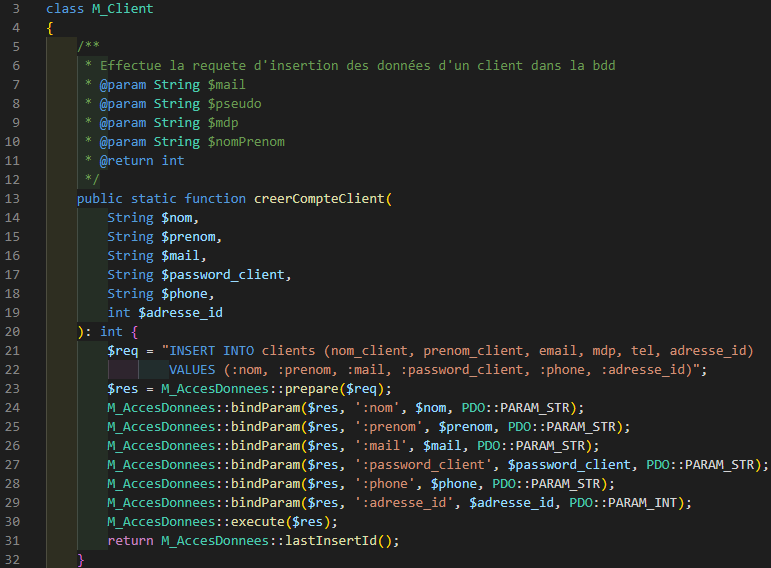 3 class M_Client
4 {
5 /**
6 * Effectue la requete d'insertion des données d'un client dans la bdd
7 * @param String $mail
8 * @param String $pseudo
9 * @param String $mdp
10 * @param String $nomPrenom
11 * @return int
12 */
13 public static function creerCompteClient(
14 String $nom,
15 String $prenom,
16 String $mail,
17 String $password_client,
18 String $phone,
19 int $adresse_id
20 ): int {
21 $req = "INSERT INTO clients (nom_client, prenom_client, email, mdp, tel, adresse_id)
22 VALUES (:nom, :prenom, :mail, :password_client, :phone, :adresse_id)";
23 $res = M_AccesDonnees::prepare($req);
24 M_AccesDonnees::bindParam($res, ':nom', $nom, PDO::PARAM_STR);
25 M_AccesDonnees::bindParam($res, ':prenom', $prenom, PDO::PARAM_STR);
26 M_AccesDonnees::bindParam($res, ':mail', $mail, PDO::PARAM_STR);
27 M_AccesDonnees::bindParam($res, ':password_client', $password_client, PDO::PARAM_STR);
28 M_AccesDonnees::bindParam($res, ':phone', $phone, PDO::PARAM_STR);
29 M_AccesDonnees::bindParam($res, ':adresse_id', $adresse_id, PDO::PARAM_INT);
30 M_AccesDonnees::execute($res);
31 return M_AccesDonnees::lastInsertId();
32 }